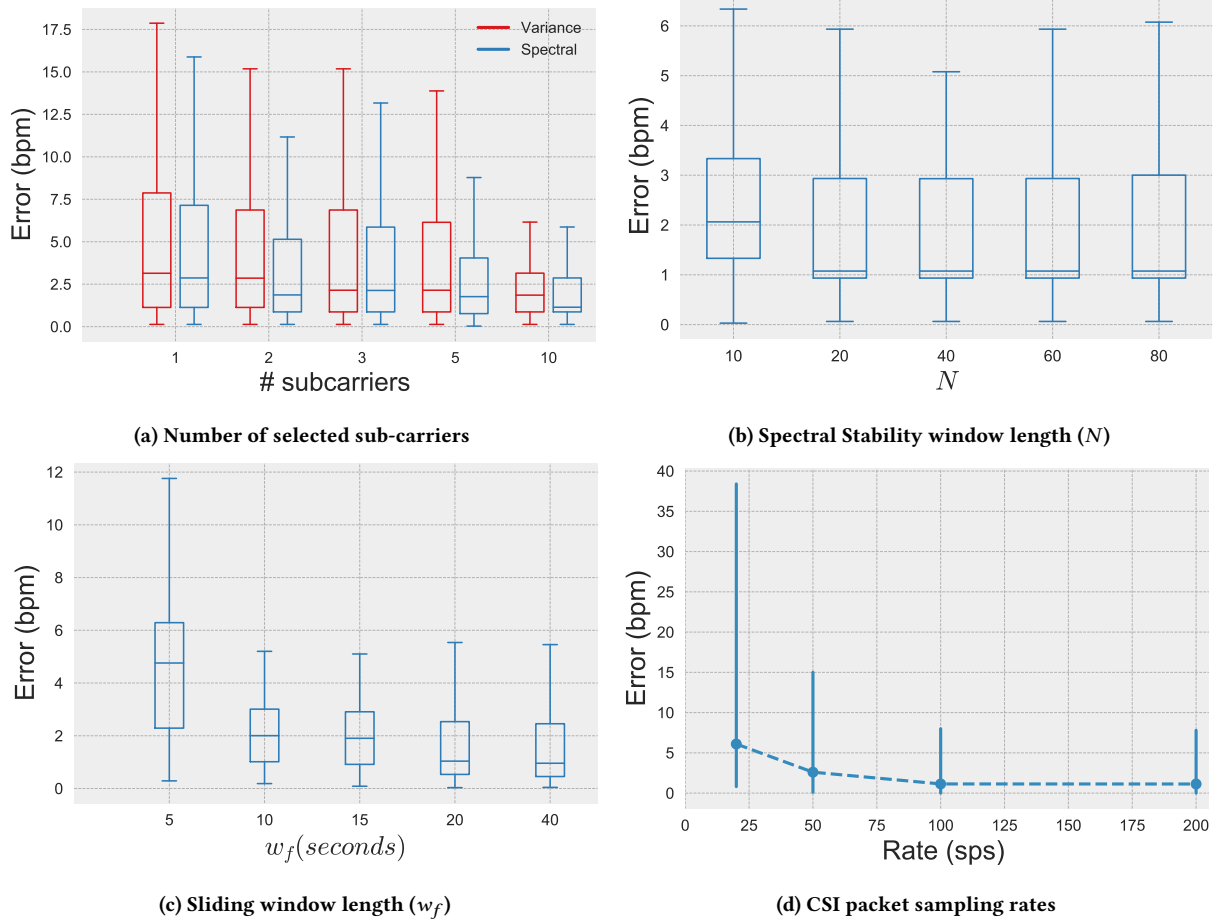 17.5
15.0
12.5
10.0
7.5
5.0
2.5
0.0
Error (bpm)
Variance
Spectral
1 2 3 5 10
# subcarriers
(a) Number of selected sub-carriers
6
5
4
3
2
1
0
Error (bpm)
10 20 40 60 80
N
(b) Spectral Stability window length (N)
12
10
8
6
4
2
0
Error (bpm)
5 10 15 20 40
w_f(seconds)
(c) Sliding window length (w_f)
40
35
30
25
20
15
10
5
0
Error (bpm)
0 25 50 75 100 125 150 175 200
Rate (sps)
(d) CSI packet sampling rates